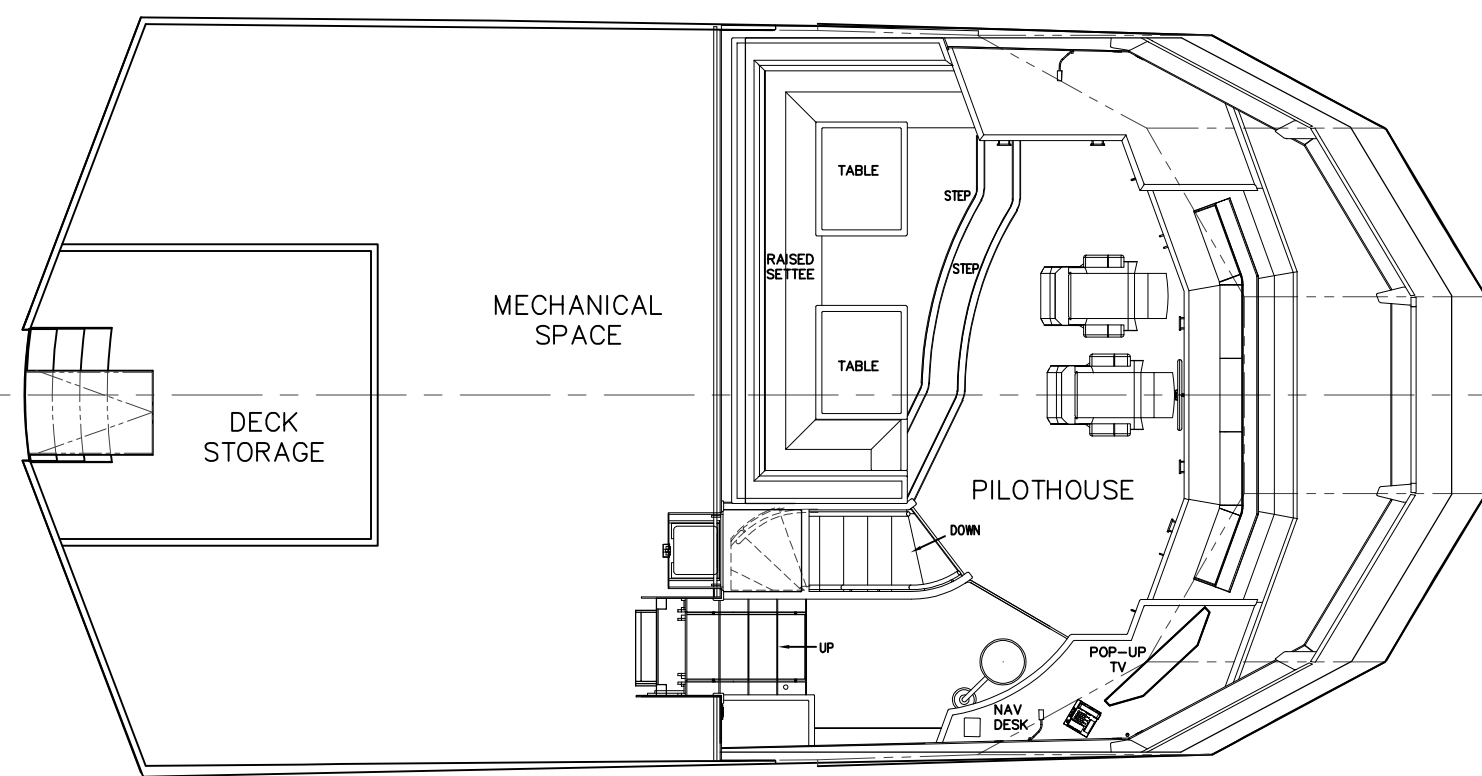 TABLE
STEP
RAISED
SETTEE
STEP
MECHANICAL
SPACE
TABLE
DECK
STORAGE
PILOTHOUSE
DOWN
UP
POP-UP
TV
NAV
DESK